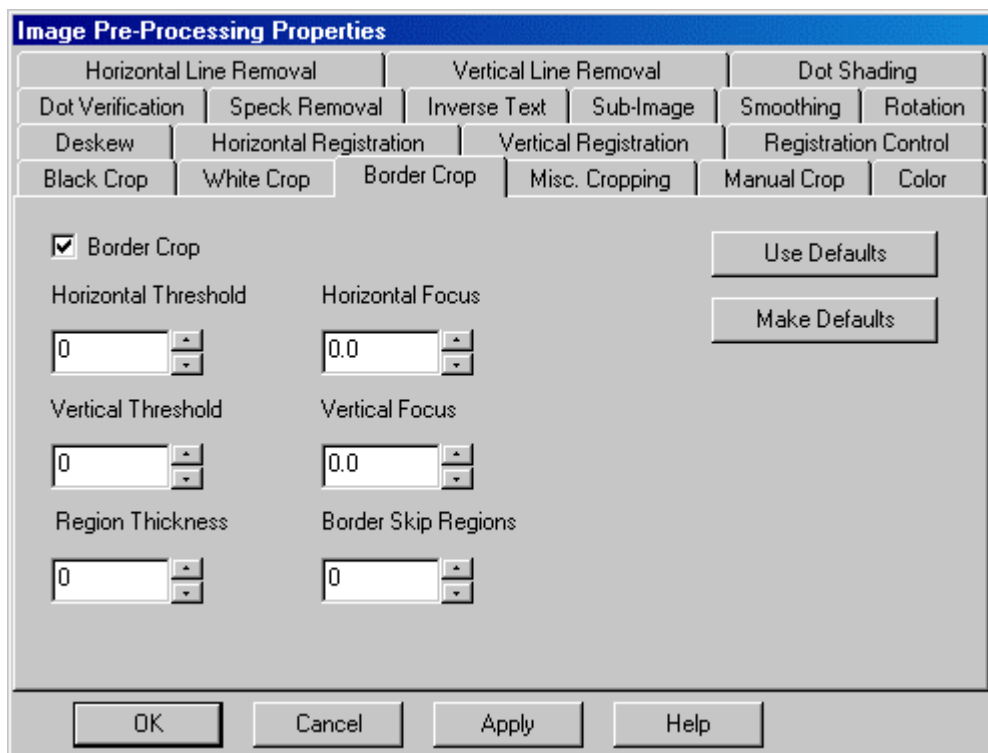 Image Pre-Processing Properties
Horizontal Line Removal Vertical Line Removal Dot Shading
Dot Verification Speck Removal Inverse Text Sub-Image Smoothing Rotation
Deskew Horizontal Registration Vertical Registration Registration Control
Black Crop White Crop Border Crop Misc. Cropping Manual Crop Color
Border Crop Use Defaults
Horizontal Threshold Horizontal Focus
Make Defaults
0 0.0
Vertical Threshold Vertical Focus
0 0.0
Region Thickness Border Skip Regions
0 0
OK Cancel Apply Help